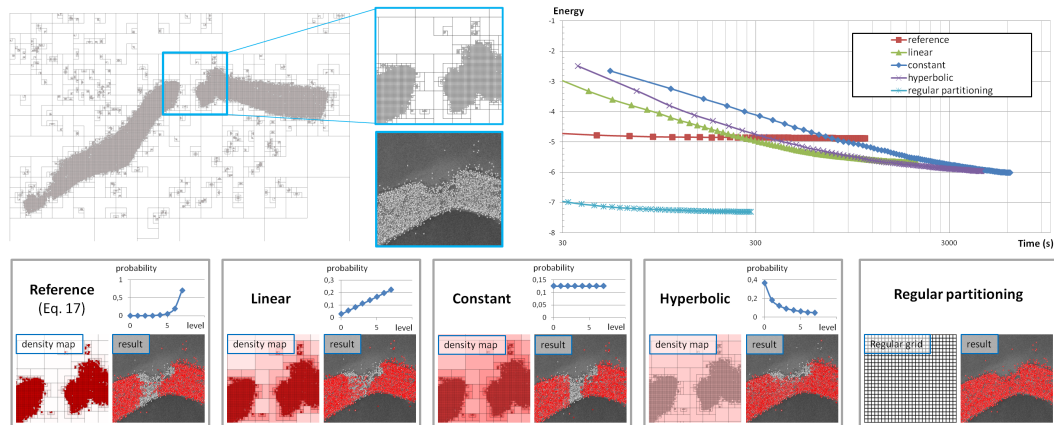 Energy
-1
-2
-3
-4
-5
-6
-7
-8
reference
linear
constant
hyperbolic
regular partitioning
30
300
3000
Time (s)
Reference
(Eq. 17)
probability
1
0,5
0
0
5
level
density map
result
Linear
probability
0,3
0,2
0,1
0
0
5
level
density map
result
Constant
probability
0,15
0,1
0,05
0
0
5
level
density map
result
Hyperbolic
probability
0,4
0,2
0
0
5
level
density map
result
Regular partitioning
Regular grid
result